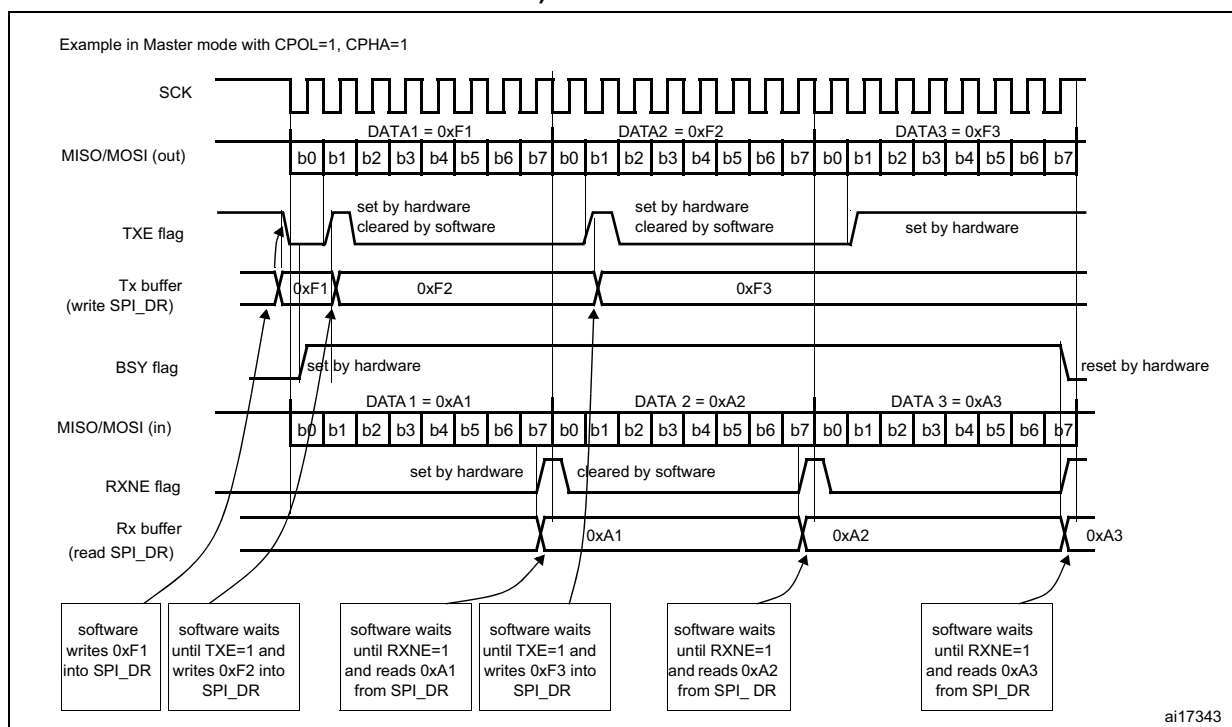 Example in Master mode with CPOL=1, CPHA=1
SCK
DATA1 = 0xF1
DATA2 = 0xF2
DATA3 = 0xF3
MISO/MOSI (out)
b0 b1 b2 b3 b4 b5 b6 b7 b0 b1 b2 b3 b4 b5 b6 b7 b0 b1 b2 b3 b4 b5 b6 b7
TXE flag
set by hardware
cleared by software
set by hardware
cleared by software
set by hardware
Tx buffer
(write SPI_DR)
0xF1
0xF2
0xF3
BSY flag
set by hardware
reset by hardware
DATA 1 = 0xA1
DATA 2 = 0xA2
DATA 3 = 0xA3
MISO/MOSI (in)
b0 b1 b2 b3 b4 b5 b6 b7 b0 b1 b2 b3 b4 b5 b6 b7 b0 b1 b2 b3 b4 b5 b6 b7
RXNE flag
set by hardware
cleared by software
Rx buffer
(read SPI_DR)
0xA1
0xA2
0xA3
software
writes 0xF1
into SPI_DR
software waits
until TXE=1 and
writes 0xF2 into
SPI_DR
software waits
until RXNE=1
and reads 0xA1
from SPI_DR
software waits
until TXE=1 and
writes 0xF3 into
SPI_DR
software waits
until RXNE=1
and reads 0xA2
from SPI_ DR
software waits
until RXNE=1
and reads 0xA3
from SPI_DR
ai17343